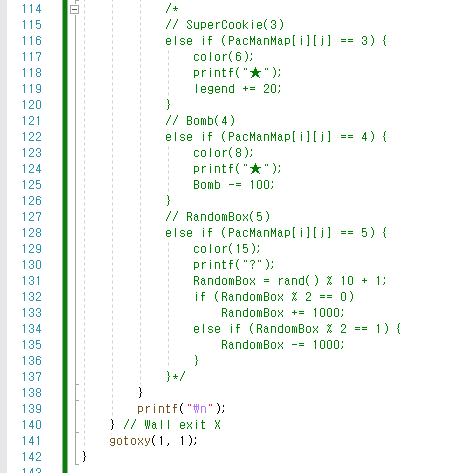 114 /*
115 // SuperCookie(3)
116 else if (PacManMap[i][j] == 3) {
117 color(6);
118 printf("★");
119 legend += 20;
120 }
121 // Bomb(4)
122 else if (PacManMap[i][j] == 4) {
123 color(8);
124 printf("★");
125 Bomb -= 100;
126 }
127 // RandomBox(5)
128 else if (PacManMap[i][j] == 5) {
129 color(15);
130 printf("?");
131 RandomBox = rand() % 10 + 1;
132 if (RandomBox % 2 == 0)
133 RandomBox += 1000;
134 else if (RandomBox % 2 == 1) {
135 RandomBox -= 1000;
136 }
137 }*/
138 }
139 printf("₩n");
140 } // Wall exit X
141 gotoxy(1, 1);
142 }